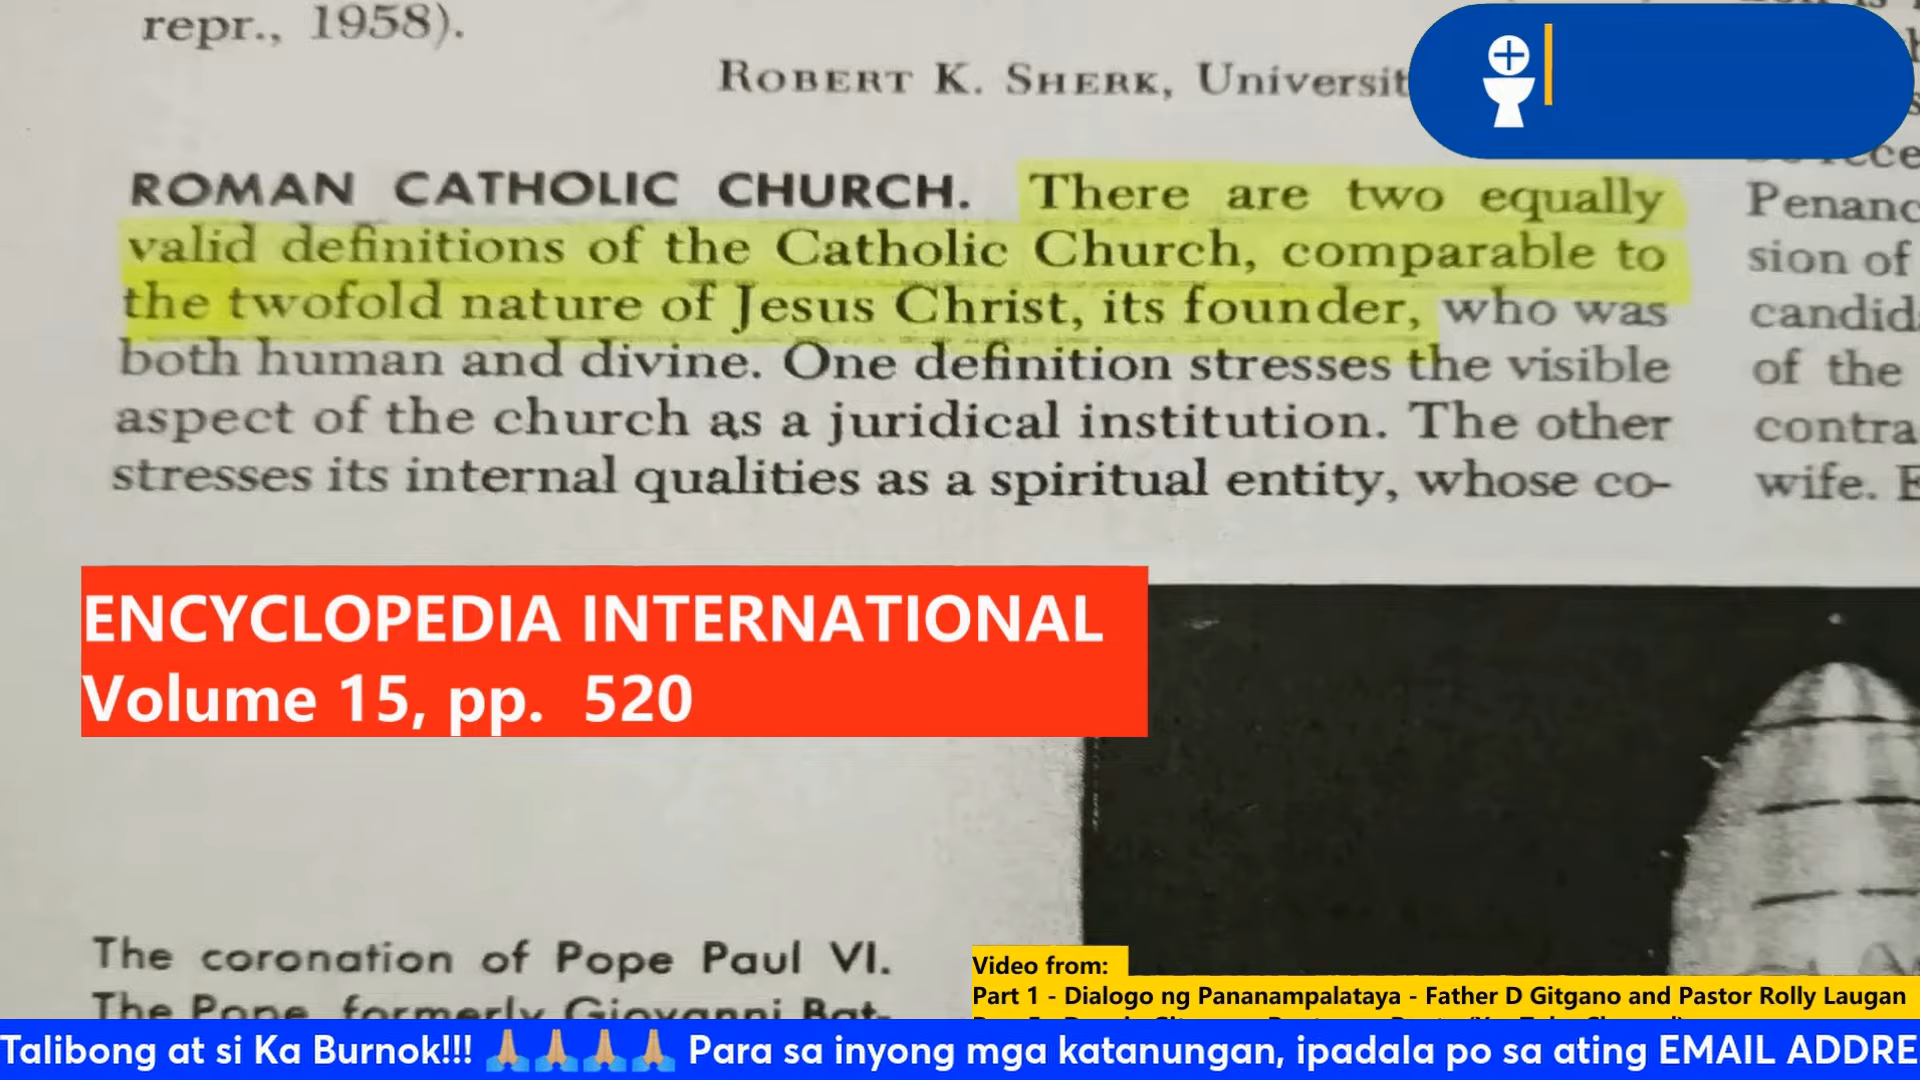 repr., 1958).
ROBERT K. SHERK, Universit
ROMAN CATHOLIC CHURCH. There are two equally
valid definitions of the Catholic Church, comparable to
the twofold nature of Jesus Christ, its founder, who was
both human and divine. One definition stresses the visible
aspect of the church as a juridical institution. The other
stresses its internal qualities as a spiritual entity, whose co-
Penanc
sion of
candid
of the
contra
wife. E
ENCYCLOPEDIA INTERNATIONAL
Volume 15, pp. 520
The coronation of Pope Paul VI.
The Pope, formerly Giovanni Bat-
Video from:
Part 1 - Dialogo ng Pananampalataya - Father D Gitgano and Pastor Rolly Laugan
Talibong at si Ka Burnok!!! 🙏🏽🙏🏽🙏🏽🙏🏽 Para sa inyong mga katanungan, ipadala po sa ating EMAIL ADDRE